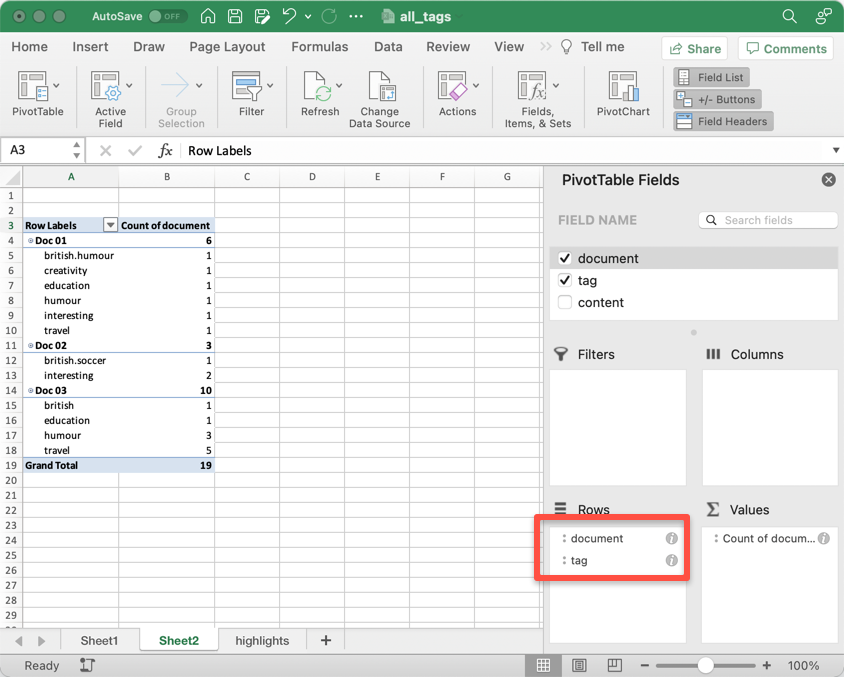 AutoSave OFF all_tags
Home Insert Draw Page Layout Formulas Data Review View Tell me Share Comments
PivotTable
Active
Field
Group
Selection
Filter
Refresh
Change
Data Source
Actions
Fields,
Items, & Sets
PivotChart
Field List
+/- Buttons
Field Headers
A3 fx Row Labels
A B C D E F G
1
2
3 Row Labels Count of document
4 Doc 01 6
5 british.humour 1
6 creativity 1
7 education 1
8 humour 1
9 interesting 1
10 travel 1
11 Doc 02 3
12 british.soccer 1
13 interesting 2
14 Doc 03 10
15 british 1
16 education 1
17 humour 3
18 travel 5
19 Grand Total 19
20
21
22
23
24
25
26
27
28
29
PivotTable Fields
FIELD NAME Search fields
document
tag
content
Filters Columns
Rows Values
document Count of docum...
tag
Sheet1 Sheet2 highlights +
Ready 100%